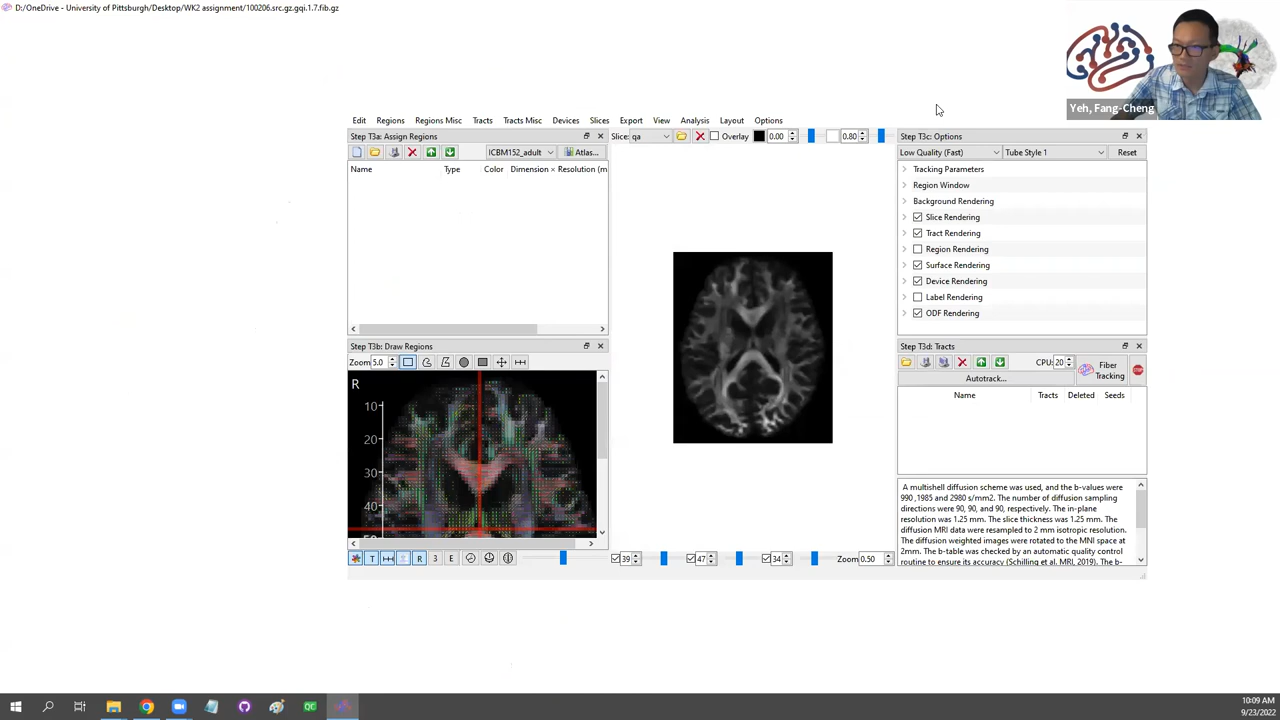 D:/OneDrive - University of Pittsburgh/Desktop/WK2 assignment/100206.src.gz.gqi.1.7.fib.gz
Yeh, Fang-Cheng
Edit Regions Regions Misc Tracts Tracts Misc Devices Slices Export View Analysis Layout Options
Step T3a: Assign Regions
Slice: qa Overlay 0.00 0.80
Step T3c: Options
ICBM152_adult Atlas...
Low Quality (Fast) Tube Style 1 Reset
Name Type Color Dimension × Resolution (m
Tracking Parameters
Region Window
Background Rendering
Slice Rendering
Tract Rendering
Region Rendering
Surface Rendering
Device Rendering
Label Rendering
ODF Rendering
Step T3b: Draw Regions
Zoom 5.0
R
10
20
30
40
Step T3d: Tracts
CPU: 20 Fiber Tracking STOP
Autotrack...
Name Tracts Deleted Seeds
A multishell diffusion scheme was used, and the b-values were
990 ,1985 and 2980 s/mm2. The number of diffusion sampling
directions were 90, 90, and 90, respectively. The in-plane
resolution was 1.25 mm. The slice thickness was 1.25 mm. The
diffusion MRI data were resampled to 2 mm isotropic resolution.
The diffusion weighted images were rotated to the MNI space at
2mm. The b-table was checked by an automatic quality control
routine to ensure its accuracy (Schilling et al. MRI, 2019). The b-
T R 3 E 39 47 34 Zoom 0.50
QC
10:09 AM
9/23/2022